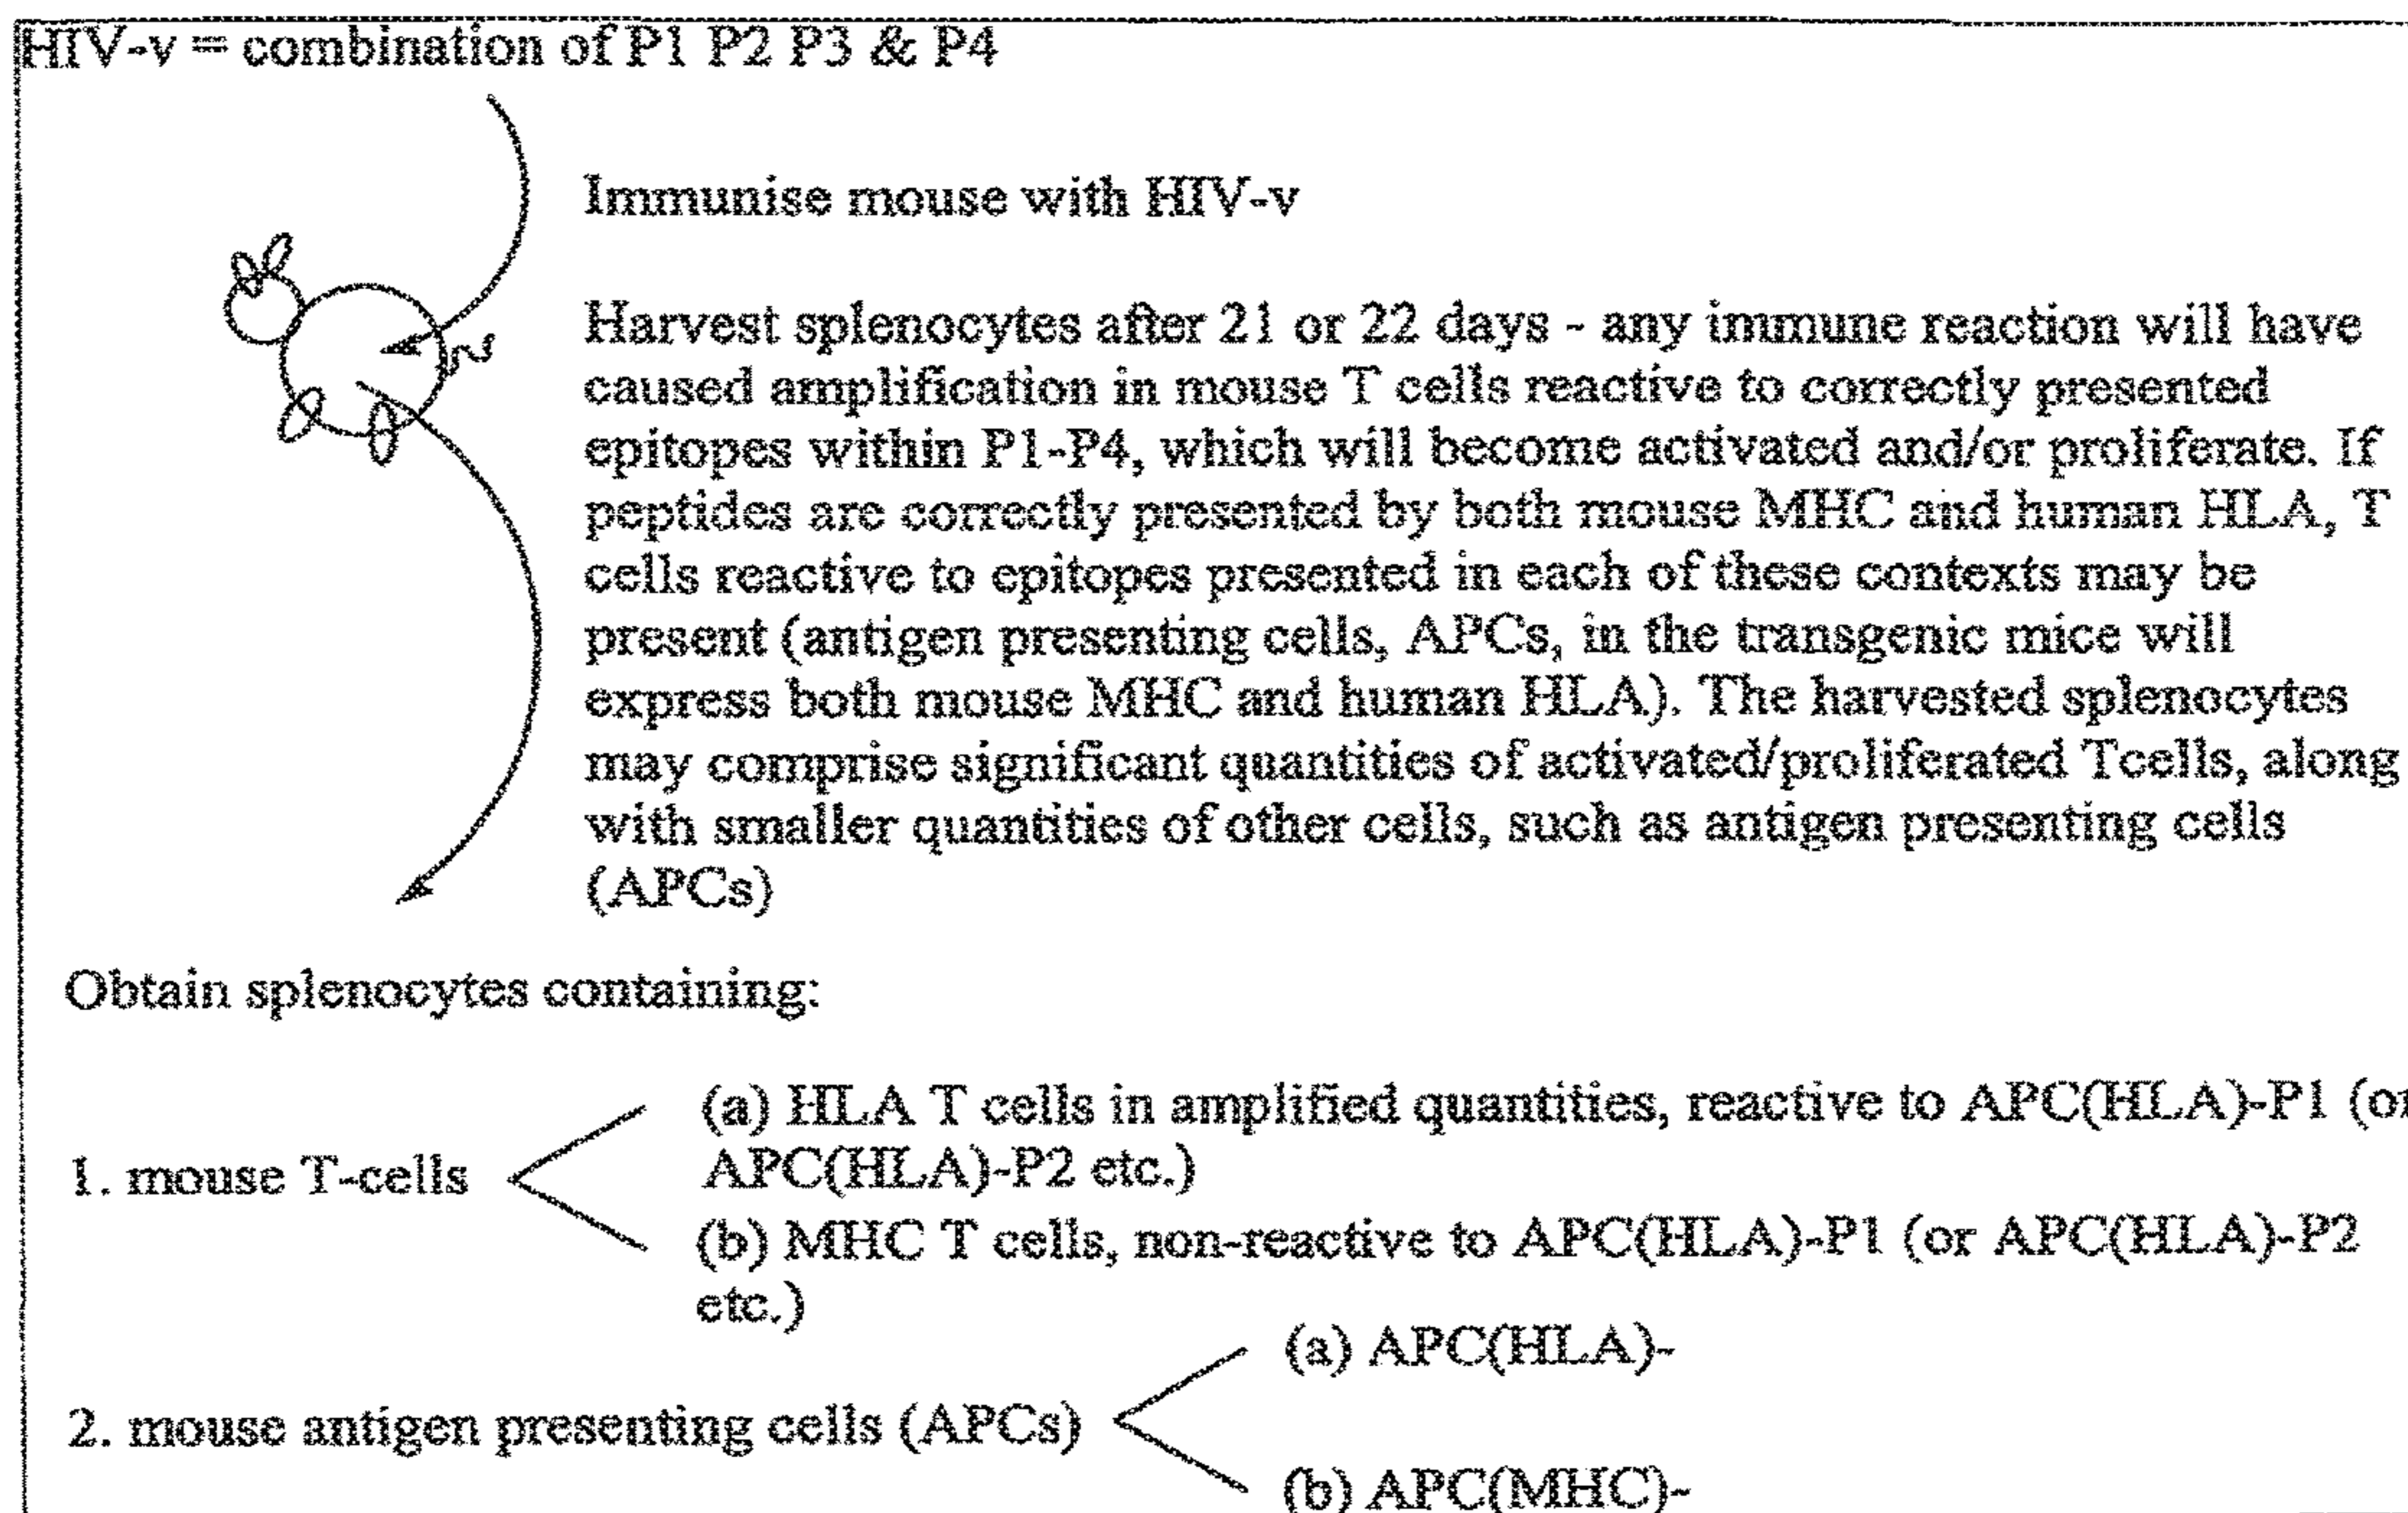 HIV-v = combination of P1 P2 P3 & P4
Immunise mouse with HIV-v
Harvest splenocytes after 21 or 22 days - any immune reaction will have
caused amplification in mouse T cells reactive to correctly presented
epitopes within P1-P4, which will become activated and/or proliferate. If
peptides are correctly presented by both mouse MHC and human HLA, T
cells reactive to epitopes presented in each of these contexts may be
present (antigen presenting cells, APCs, in the transgenic mice will
express both mouse MHC and human HLA). The harvested splenocytes
may comprise significant quantities of activated/proliferated Tcells, along
with smaller quantities of other cells, such as antigen presenting cells
(APCs)
Obtain splenocytes containing:
1. mouse T-cells
(a) HLA T cells in amplified quantities, reactive to APC(HLA)-P1 (or
APC(HLA)-P2 etc.)
(b) MHC T cells, non-reactive to APC(HLA)-P1 (or APC(HLA)-P2
etc.)
2. mouse antigen presenting cells (APCs)
(a) APC(HLA)-
(b) APC(MHC)-